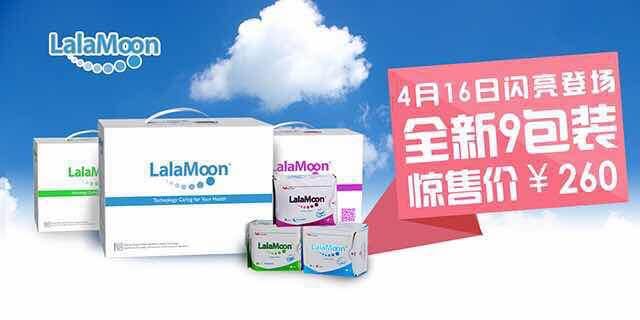 LalaMoon
4月16日闪亮登场
全新9包装
惊售价￥260
LalaMoon
Technology Caring for Your Health
LalaMoon
LalaMoon
LalaMoon
LalaMoon